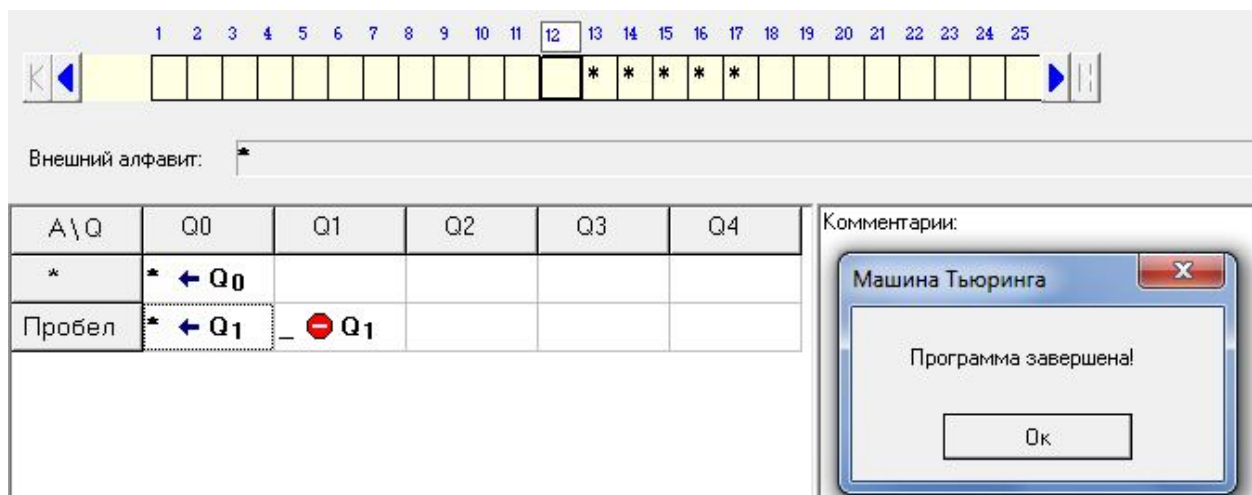 1 2 3 4 5 6 7 8 9 10 11 12 13 14 15 16 17 18 19 20 21 22 23 24 25
* * * * *
Внешний алфавит: *
A\Q Q0 Q1 Q2 Q3 Q4
* * ← Q0
Пробел * ← Q1 _ Q1
Комментарии:
Машина Тьюринга
Программа завершена!
Ок